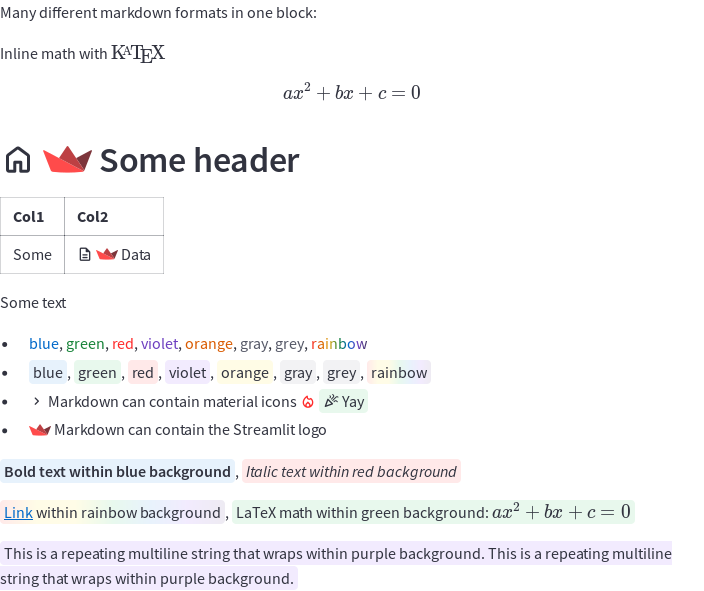 Many different markdown formats in one block:
Inline math with KATEX
ax² + bx + c = 0
Some header
Col1 Col2
Some Data
Some text
blue, green, red, violet, orange, gray, grey, rainbow
blue , green , red , violet , orange , gray , grey , rainbow
Markdown can contain material icons Yay
Markdown can contain the Streamlit logo
Bold text within blue background , Italic text within red background
Link within rainbow background , LaTeX math within green background: ax² + bx + c = 0
This is a repeating multiline string that wraps within purple background. This is a repeating multiline
string that wraps within purple background.